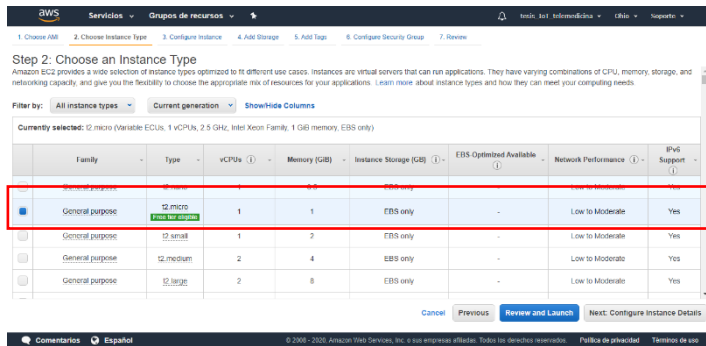 aws Servicios Grupos de recursos tesis_IoT_telemedicina Ohio Soporte
1. Choose AMI 2. Choose Instance Type 3. Configure Instance 4. Add Storage 5. Add Tags 6. Configure Security Group 7. Review
Step 2: Choose an Instance Type
Amazon EC2 provides a wide selection of instance types optimized to fit different use cases. Instances are virtual servers that can run applications. They have varying combinations of CPU, memory, storage, and
networking capacity, and give you the flexibility to choose the appropriate mix of resources for your applications. Learn more about instance types and how they can meet your computing needs.
Filter by: All instance types Current generation Show/Hide Columns
Currently selected: t2.micro (Variable ECUs, 1 vCPUs, 2.5 GHz, Intel Xeon Family, 1 GiB memory, EBS only)
Family Type vCPUs Memory (GiB) Instance Storage (GB) EBS-Optimized Available Network Performance IPv6 Support
General purpose t2.nano 1 0.5 EBS only - Low to Moderate Yes
General purpose t2.micro 1 1 EBS only - Low to Moderate Yes
Free tier eligible
General purpose t2.small 1 2 EBS only - Low to Moderate Yes
General purpose t2.medium 2 4 EBS only - Low to Moderate Yes
General purpose t2.large 2 8 EBS only - Low to Moderate Yes
Cancel Previous Review and Launch Next: Configure Instance Details
Comentarios Español © 2008 - 2020, Amazon Web Services, Inc. o sus empresas afiliadas. Todos los derechos reservados. Política de privacidad Términos de uso